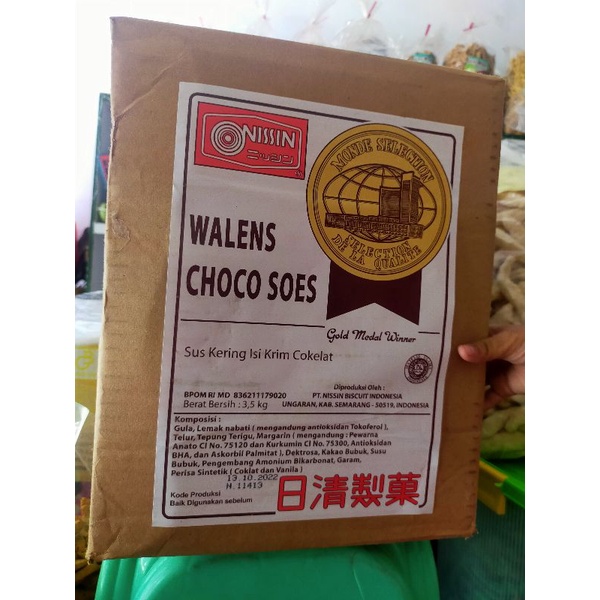 NISSIN
ニッシン
MONDE SELECTION
SELECTION
DE LA QUALITE
WALENS
CHOCO SOES
Gold Medal Winner
Sus Kering Isi Krim Cokelat
BPOM RI MD 836211179020
Berat Bersih : 3,5 kg
Diproduksi Oleh :
PT. NISSIN BISCUIT INDONESIA
UNGARAN, KAB. SEMARANG - 50519, INDONESIA
Komposisi :
Gula, Lemak nabati ( mengandung antioksidan Tokoferol ),
Telur, Tepung Terigu, Margarin ( mengandung : Pewarna
Anato CI No. 75120 dan Kurkumin CI No. 75300, Antioksidan
BHA, dan Askorbil Palmitat ), Dektrosa, Kakao Bubuk, Susu
Bubuk, Pengembang Amonium Bikarbonat, Garam,
Perisa Sintetik ( Coklat dan Vanila )
13.10.2022
H.11413
Kode Produksi
Baik Digunakan sebelum
日清製菓